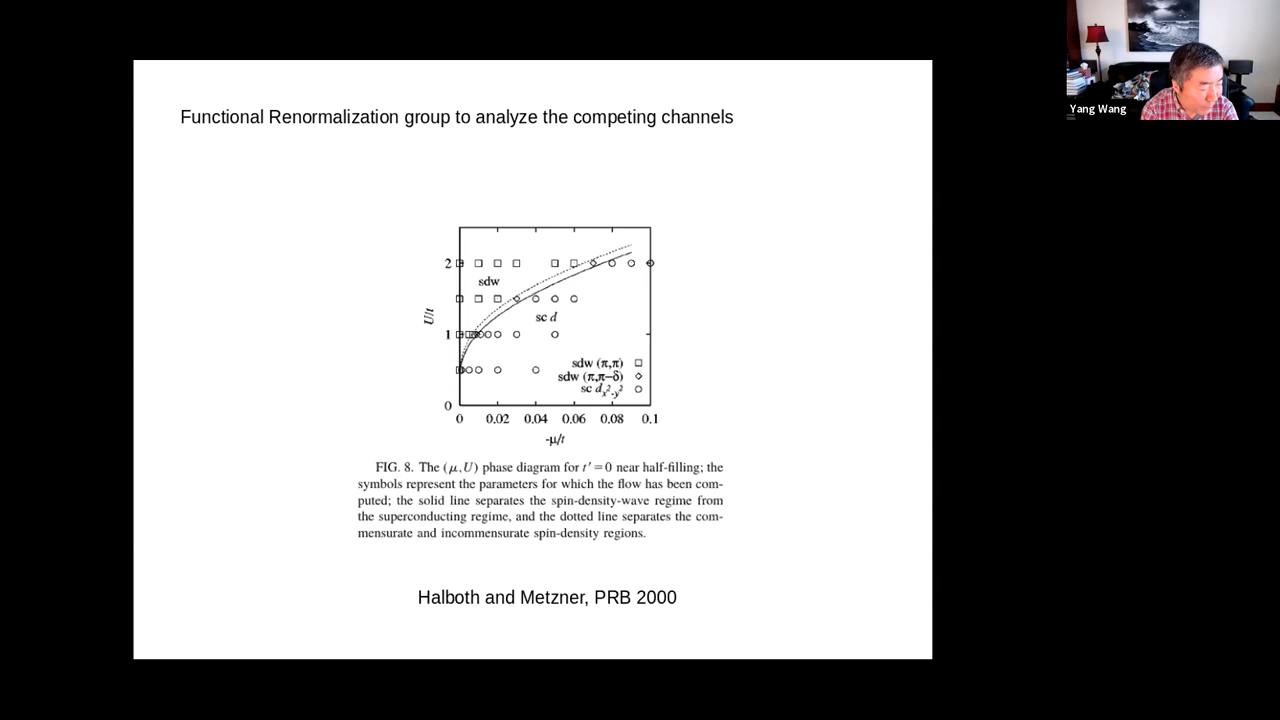 Functional Renormalization group to analyze the competing channels
Yang Wang
U/t
2
1
0
sdw
sc d
sdw (π,π)
sdw (π,π−δ)
sc dx²-y²
0 0.02 0.04 0.06 0.08 0.1
-μ/t
FIG. 8. The (μ,U) phase diagram for t′=0 near half-filling; the
symbols represent the parameters for which the flow has been com-
puted; the solid line separates the spin-density-wave regime from
the superconducting regime, and the dotted line separates the com-
mensurate and incommensurate spin-density regions.
Halboth and Metzner, PRB 2000